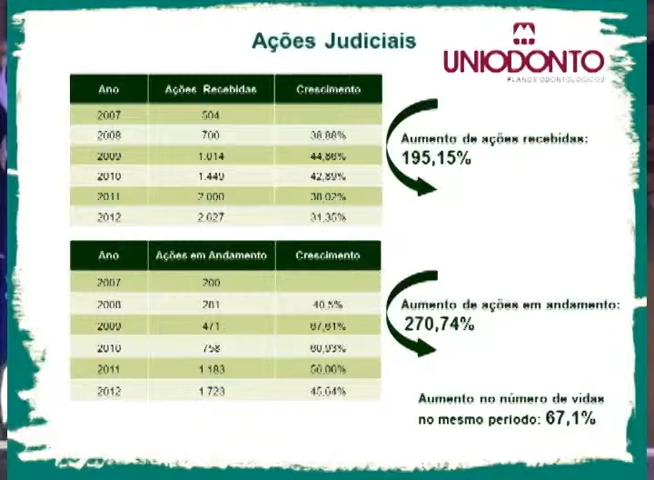 Ações Judiciais
UNIODONTO
PLANOS ODONTOLÓGICOS
Ano Ações Recebidas Crescimento
2007 504
2008 700 38,88%
2009 1.014 44,86%
2010 1.449 42,89%
2011 2.000 38,02%
2012 2.627 31,35%
Aumento de ações recebidas:
195,15%
Ano Ações em Andamento Crescimento
2007 200
2008 281 40,5%
2009 471 67,61%
2010 758 60,93%
2011 1.183 56,06%
2012 1.723 45,64%
Aumento de ações em andamento:
270,74%
Aumento no número de vidas
no mesmo período: 67,1%